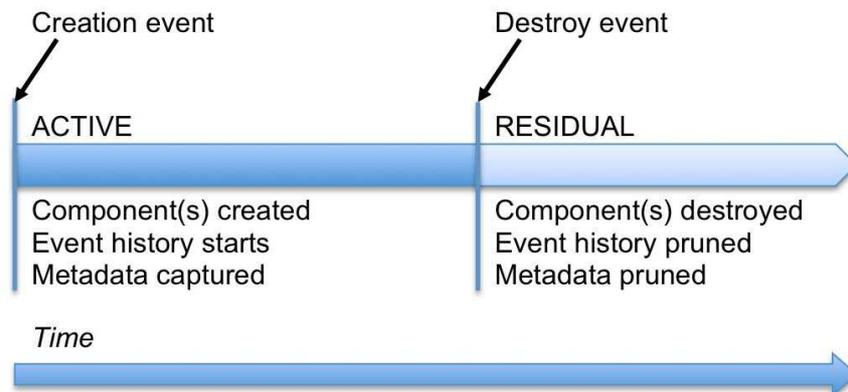 Creation event
Destroy event
ACTIVE
RESIDUAL
Component(s) created
Event history starts
Metadata captured
Component(s) destroyed
Event history pruned
Metadata pruned
Time